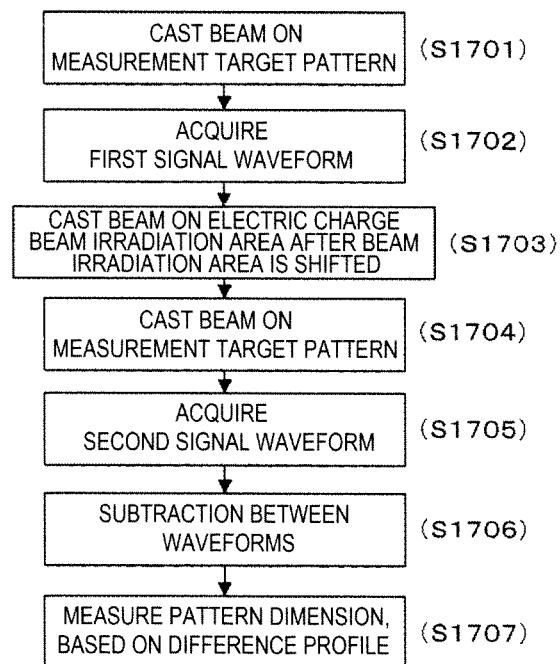 CAST BEAM ON
MEASUREMENT TARGET PATTERN
(S1701)
ACQUIRE
FIRST SIGNAL WAVEFORM
(S1702)
CAST BEAM ON ELECTRIC CHARGE
BEAM IRRADIATION AREA AFTER BEAM
IRRADIATION AREA IS SHIFTED
(S1703)
CAST BEAM ON
MEASUREMENT TARGET PATTERN
(S1704)
ACQUIRE
SECOND SIGNAL WAVEFORM
(S1705)
SUBTRACTION BETWEEN
WAVEFORMS
(S1706)
MEASURE PATTERN DIMENSION,
BASED ON DIFFERENCE PROFILE
(S1707)